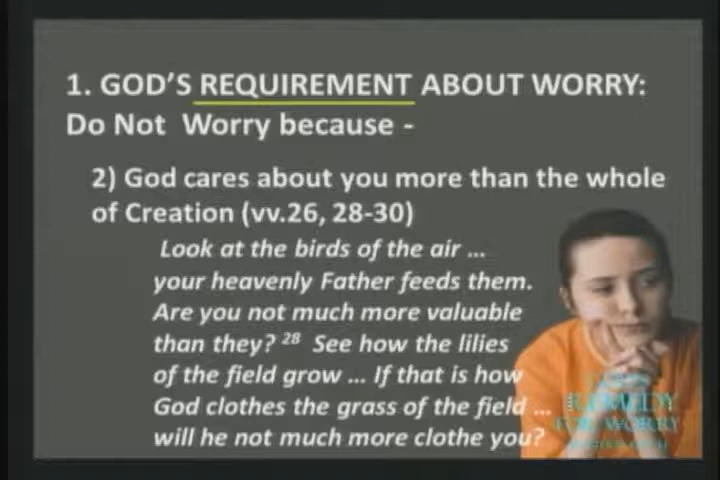 1. GOD'S REQUIREMENT ABOUT WORRY:
Do Not Worry because -
2) God cares about you more than the whole
of Creation (vv.26, 28-30)
Look at the birds of the air ...
your heavenly Father feeds them.
Are you not much more valuable
than they? 28 See how the lilies
of the field grow ... If that is how
God clothes the grass of the field ...
will he not much more clothe you?
REMEDY
FOR WORRY